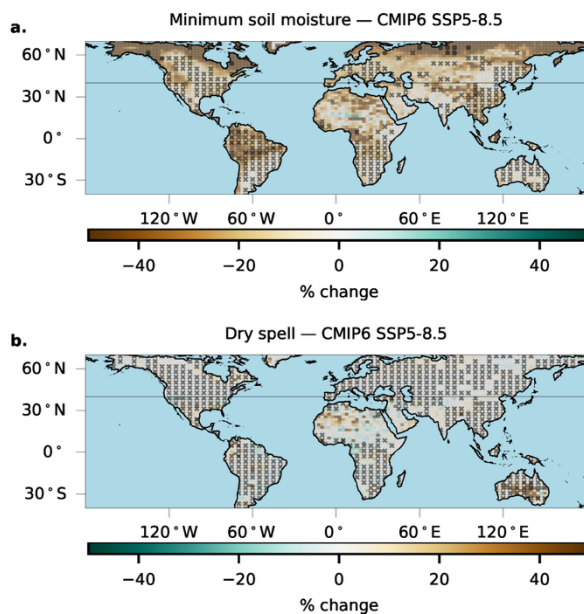 a.
Minimum soil moisture — CMIP6 SSP5-8.5
60°N
30°N
0°
30°S
120°W 60°W 0° 60°E 120°E
−40 −20 0 20 40
% change
b.
Dry spell — CMIP6 SSP5-8.5
60°N
30°N
0°
30°S
120°W 60°W 0° 60°E 120°E
−40 −20 0 20 40
% change